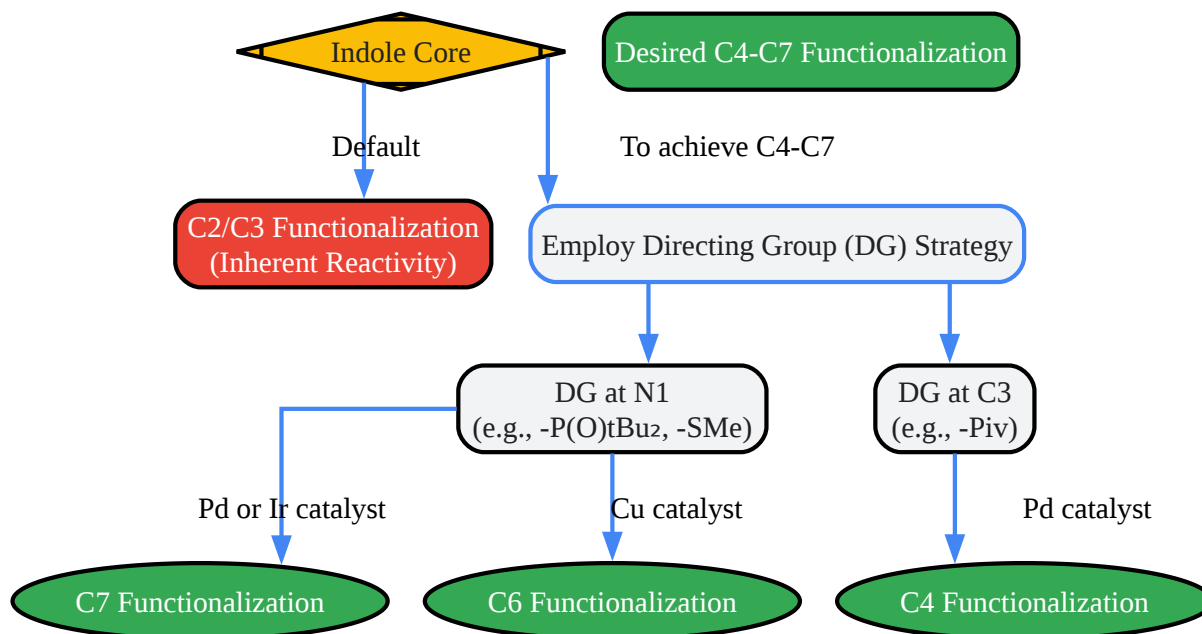 Indole Core
Desired C4-C7 Functionalization
Default
To achieve C4-C7
C2/C3 Functionalization
(Inherent Reactivity)
Employ Directing Group (DG) Strategy
DG at N1
(e.g., -P(O)tBu₂, -SMe)
DG at C3
(e.g., -Piv)
Pd or Ir catalyst
Cu catalyst
Pd catalyst
C7 Functionalization
C6 Functionalization
C4 Functionalization